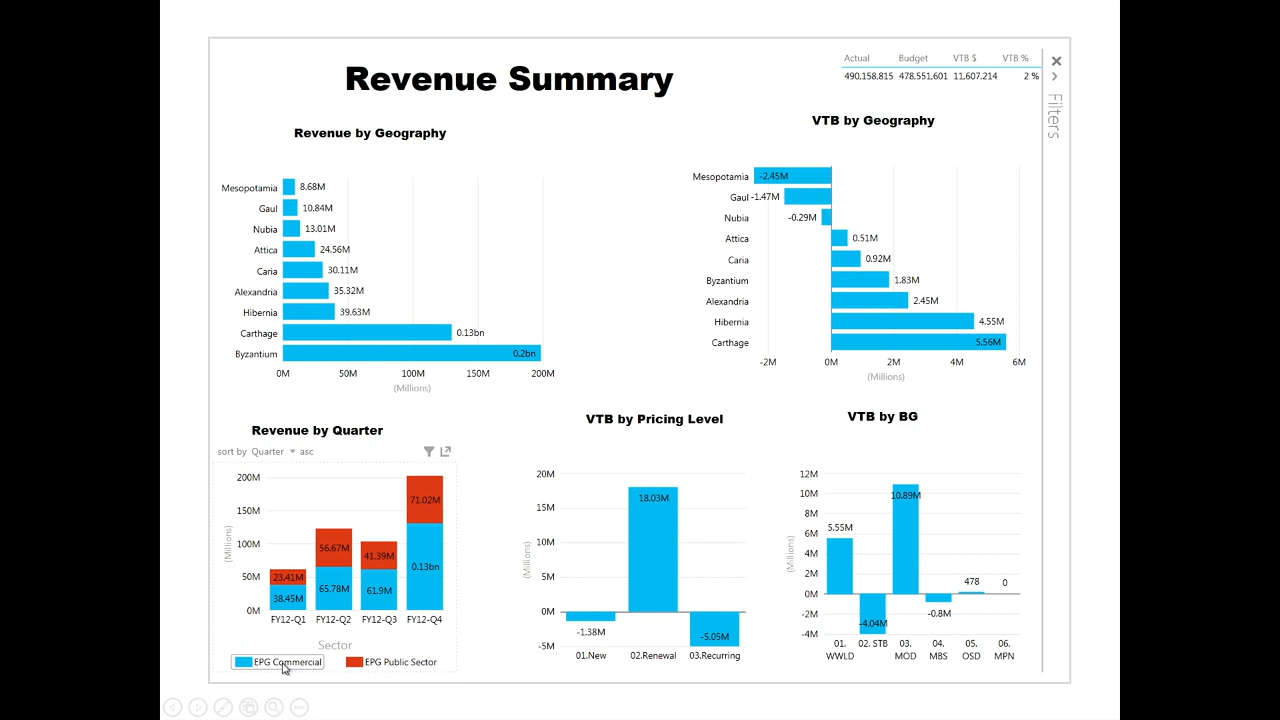 Revenue Summary
Actual Budget VTB $ VTB %
490,158.815 478,551,601 11,607,214 2 %
Filters
Revenue by Geography
Mesopotamia 8.68M
Gaul 10.84M
Nubia 13.01M
Attica 24.56M
Caria 30.11M
Alexandria 35.32M
Hibernia 39.63M
Carthage 0.13bn
Byzantium 0.2bn
0M 50M 100M 150M 200M
(Millions)
VTB by Geography
Mesopotamia -2.45M
Gaul -1.47M
Nubia -0.29M
Attica 0.51M
Caria 0.92M
Byzantium 1.83M
Alexandria 2.45M
Hibernia 4.55M
Carthage 5.56M
-2M 0M 2M 4M 6M
(Millions)
Revenue by Quarter
sort by Quarter asc
200M
150M
100M
50M
0M
(Millions)
71.02M
56.67M
41.39M
23.41M
0.13bn
65.78M
61.9M
38.45M
FY12-Q1 FY12-Q2 FY12-Q3 FY12-Q4
Sector
EPG Commercial EPG Public Sector
VTB by Pricing Level
20M
15M
10M
5M
0M
-5M
(Millions)
18.03M
-1.38M
-5.05M
01.New 02.Renewal 03.Recurring
VTB by BG
12M
10M
8M
6M
4M
2M
0M
-2M
-4M
(Millions)
5.55M
-4.04M
10.89M
-0.8M
478
0
01. 02. STB 03. 04. 05. 06.
WWLD MOD MBS OSD MPN